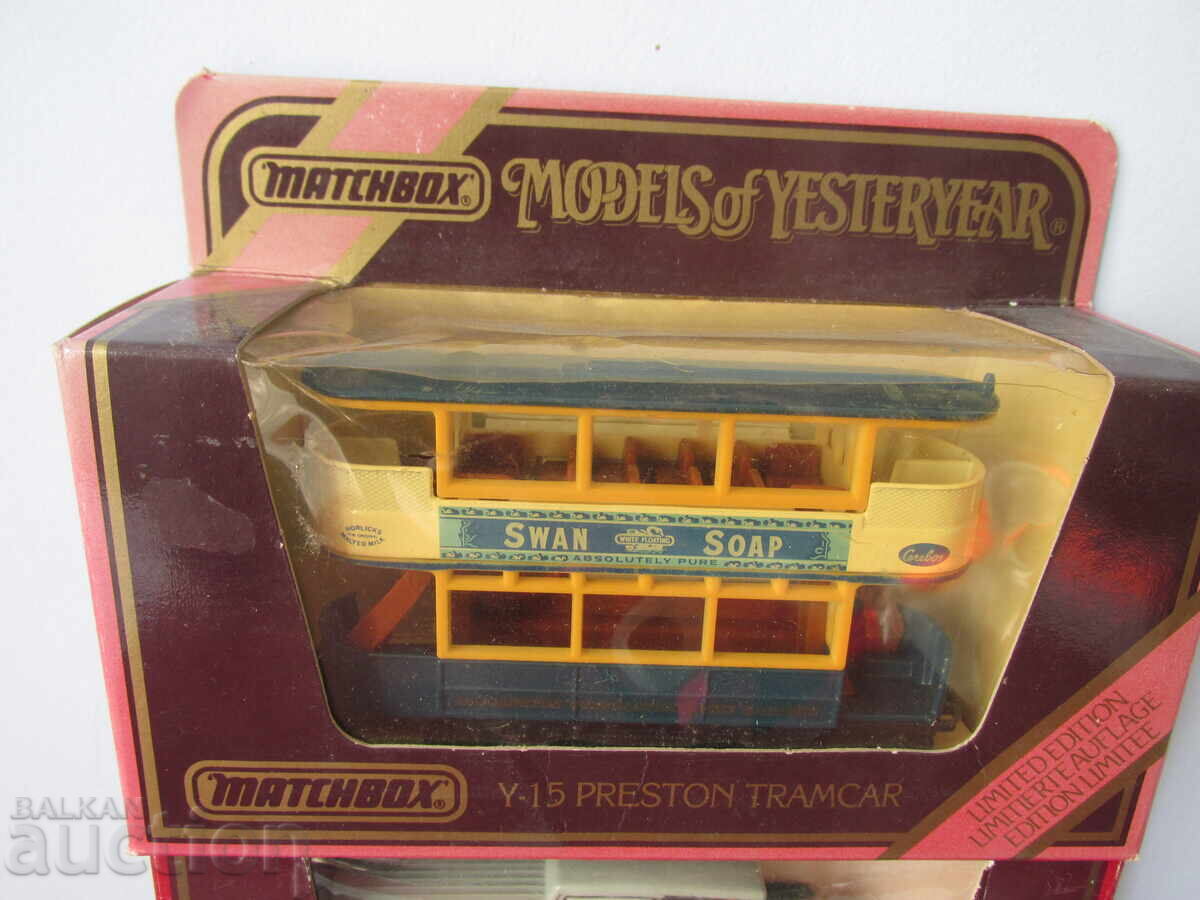 MATCHBOX®
MODELS of YESTERYEAR®
HORLICK'S
MALTED MILK
SWAN WHITE FLOATING SOAP
ABSOLUTELY PURE
Cerebos
MATCHBOX®
Y-15 PRESTON TRAMCAR
LIMITED EDITION
LIMITIERTE AUFLAGE
EDITION LIMITEE
BALKAN
auction